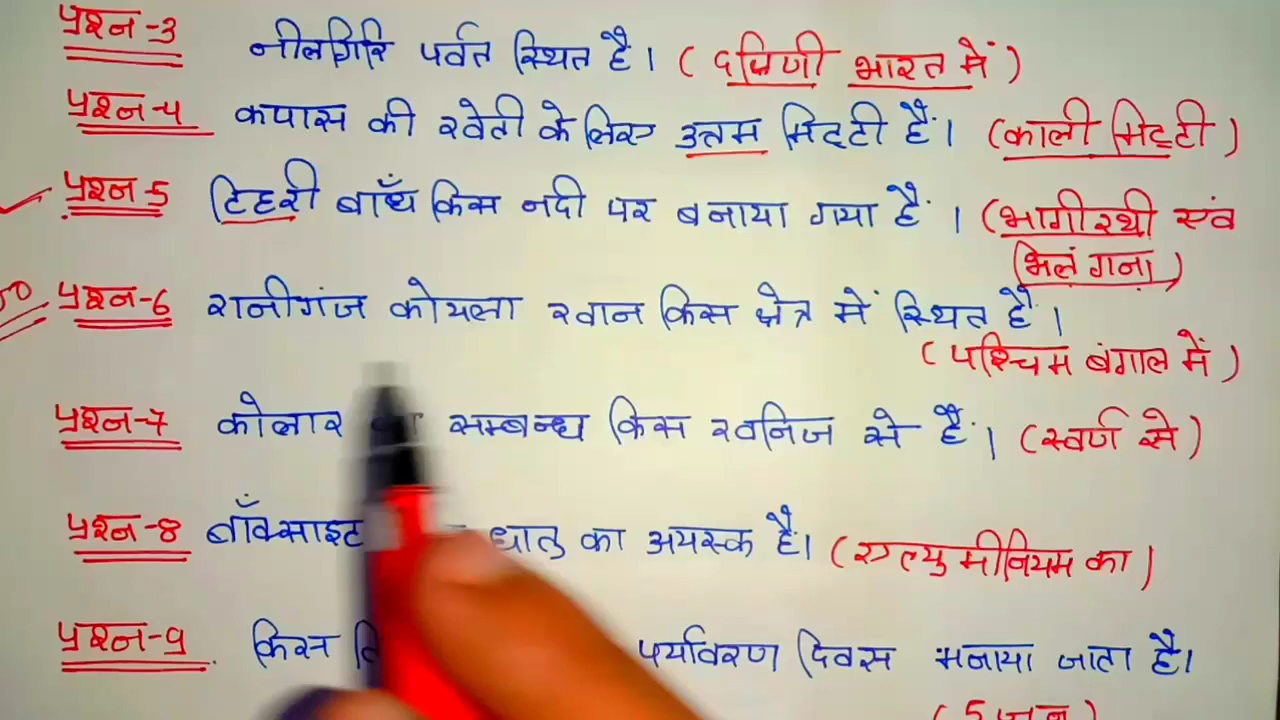 प्रश्न-3 नीलगिरि पर्वत स्थित है। (दक्षिणी भारत में)
प्रश्न-4 कपास की खेती के लिए उत्तम मिट्टी है। (काली मिट्टी)
प्रश्न-5 टिहरी बाँध किस नदी पर बनाया गया है। (भागीरथी एवं
भिलंगना)
प्रश्न-6 रानीगंज कोयला खान किस क्षेत्र में स्थित है।
(पश्चिम बंगाल में)
प्रश्न-7 कोलार सम्बन्ध किस खनिज से है। (स्वर्ण से)
प्रश्न-8 बॉक्साइट धातु का अयस्क है। (एल्युमीनियम का)
प्रश्न-9 किस पर्यावरण दिवस मनाया जाता है।
(5 जून)